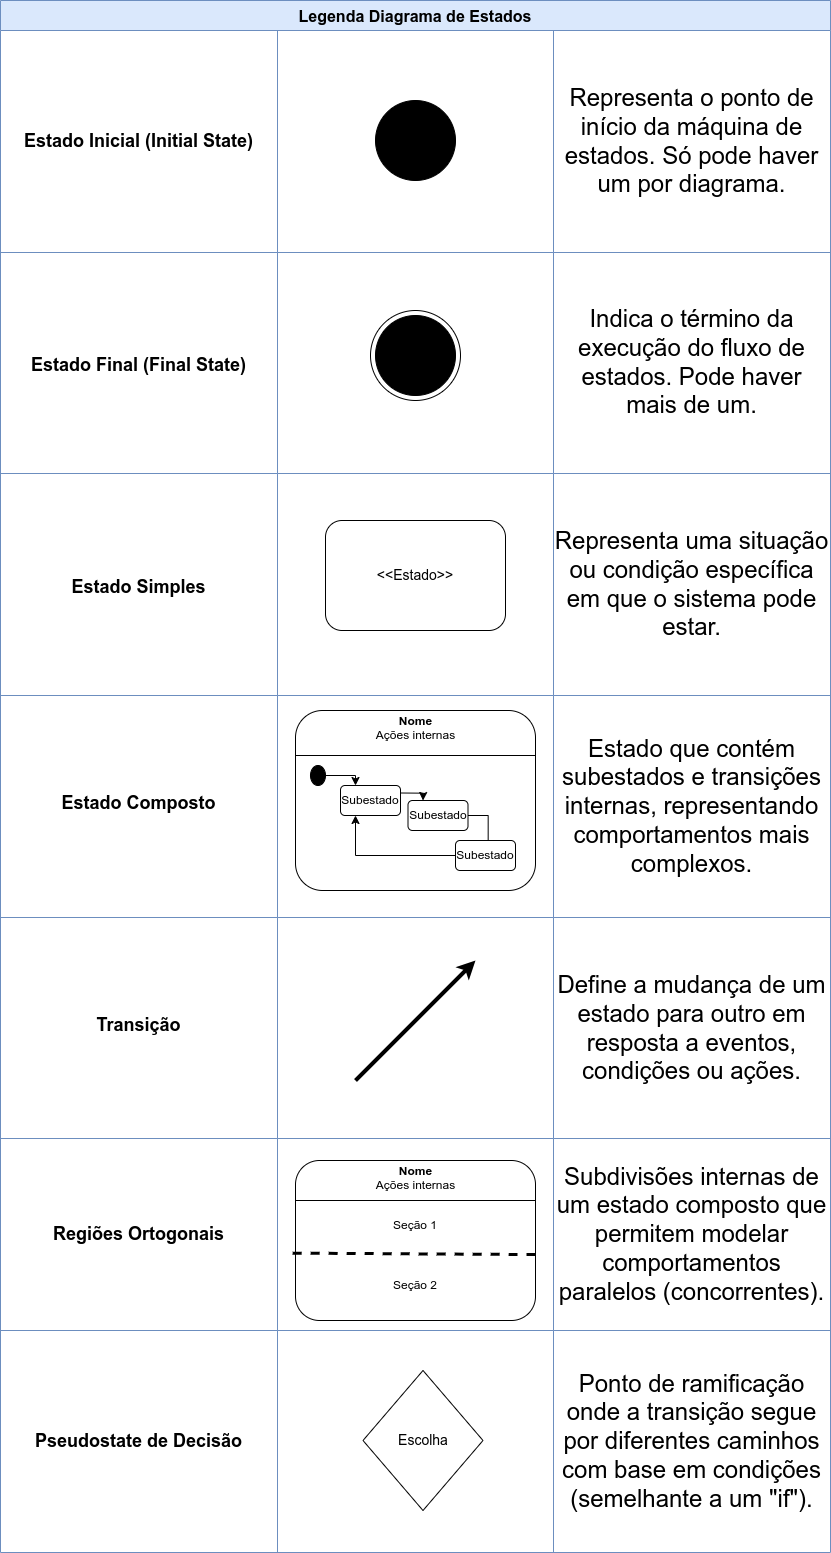 Legenda Diagrama de Estados
Estado Inicial (Initial State)
Representa o ponto de
início da máquina de
estados. Só pode haver
um por diagrama.
Estado Final (Final State)
Indica o término da
execução do fluxo de
estados. Pode haver
mais de um.
Estado Simples
<<Estado>>
Representa uma situação
ou condição específica
em que o sistema pode
estar.
Estado Composto
Nome
Ações internas
Subestado
Subestado
Subestado
Estado que contém
subestados e transições
internas, representando
comportamentos mais
complexos.
Transição
Define a mudança de um
estado para outro em
resposta a eventos,
condições ou ações.
Regiões Ortogonais
Nome
Ações internas
Seção 1
Seção 2
Subdivisões internas de
um estado composto que
permitem modelar
comportamentos
paralelos (concorrentes).
Pseudostate de Decisão
Escolha
Ponto de ramificação
onde a transição segue
por diferentes caminhos
com base em condições
(semelhante a um "if").